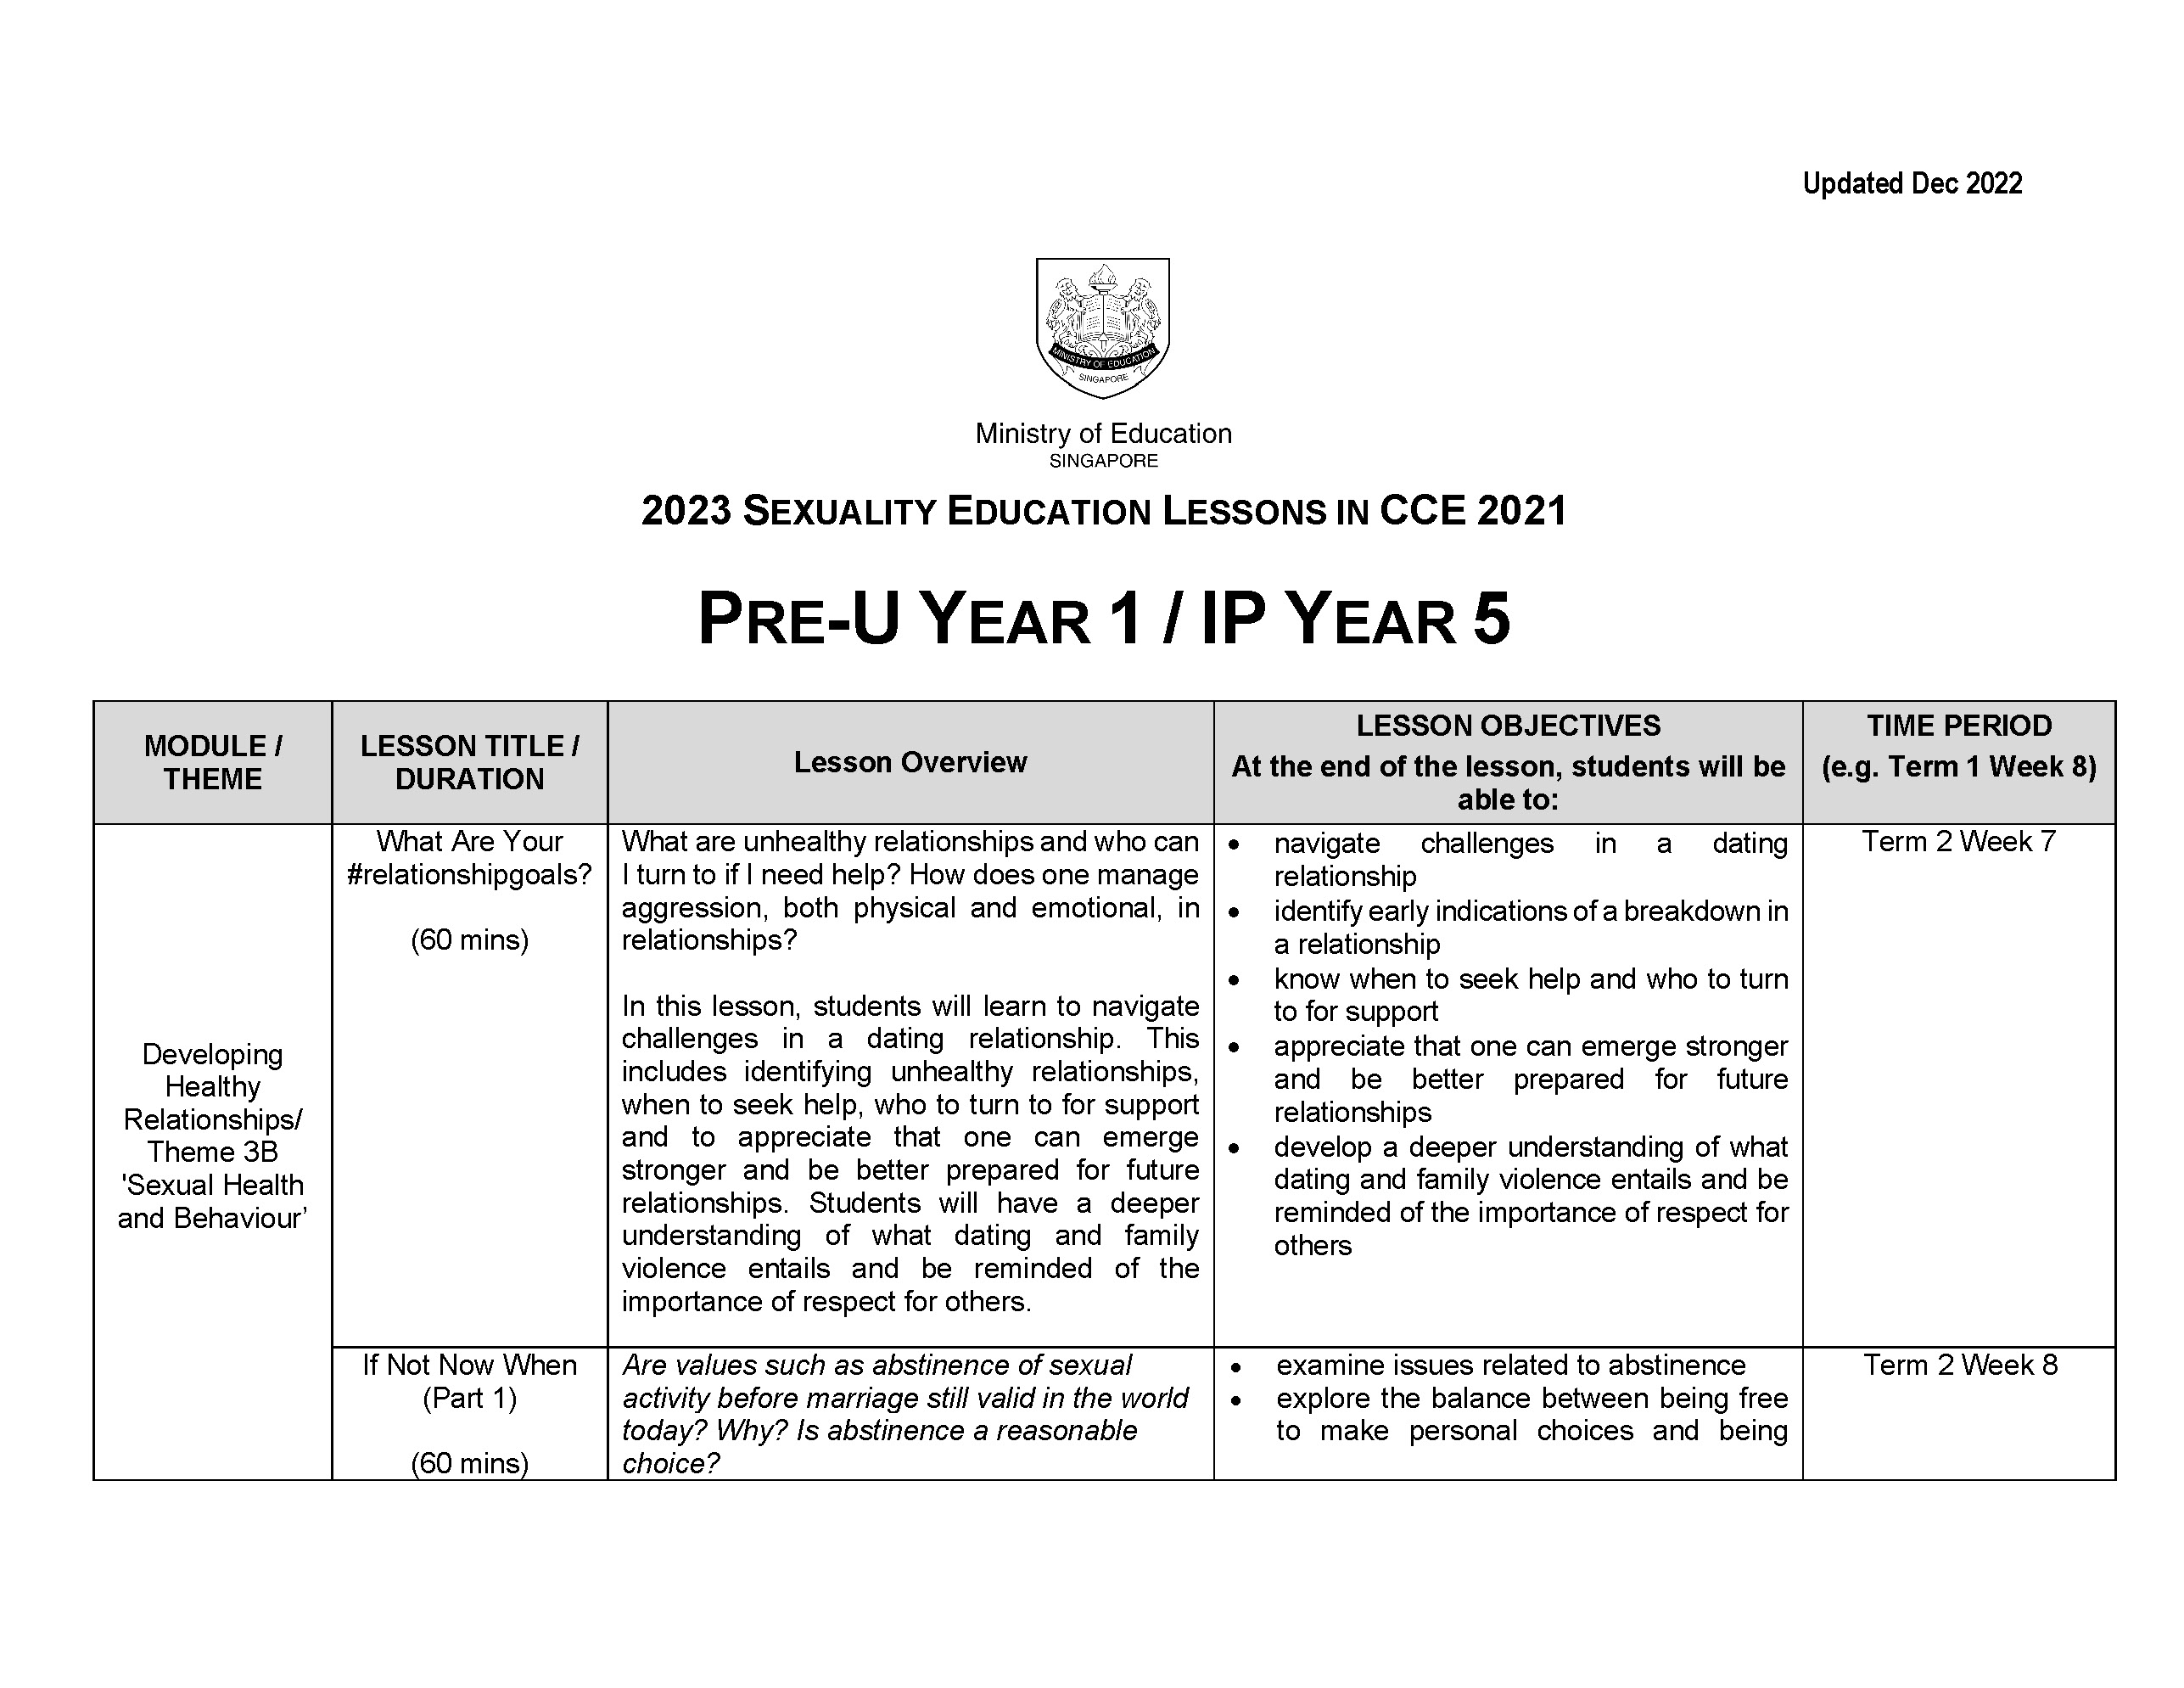 Updated Dec 2022
MINISTRY OF EDUCATION
SINGAPORE
Ministry of Education
SINGAPORE
2023 SEXUALITY EDUCATION LESSONS IN CCE 2021
PRE-U YEAR 1 / IP YEAR 5
MODULE /
THEME
LESSON TITLE /
DURATION
Lesson Overview
LESSON OBJECTIVES
At the end of the lesson, students will be
able to:
TIME PERIOD
(e.g. Term 1 Week 8)
Developing
Healthy
Relationships/
Theme 3B
'Sexual Health
and Behaviour’
What Are Your
#relationshipgoals?
(60 mins)
What are unhealthy relationships and who can
I turn to if I need help? How does one manage
aggression, both physical and emotional, in
relationships?
In this lesson, students will learn to navigate
challenges in a dating relationship. This
includes identifying unhealthy relationships,
when to seek help, who to turn to for support
and to appreciate that one can emerge
stronger and be better prepared for future
relationships. Students will have a deeper
understanding of what dating and family
violence entails and be reminded of the
importance of respect for others.
• navigate challenges in a dating
relationship
• identify early indications of a breakdown in
a relationship
• know when to seek help and who to turn
to for support
• appreciate that one can emerge stronger
and be better prepared for future
relationships
• develop a deeper understanding of what
dating and family violence entails and be
reminded of the importance of respect for
others
Term 2 Week 7
If Not Now When
(Part 1)
(60 mins)
Are values such as abstinence of sexual
activity before marriage still valid in the world
today? Why? Is abstinence a reasonable
choice?
• examine issues related to abstinence
• explore the balance between being free
to make personal choices and being
Term 2 Week 8